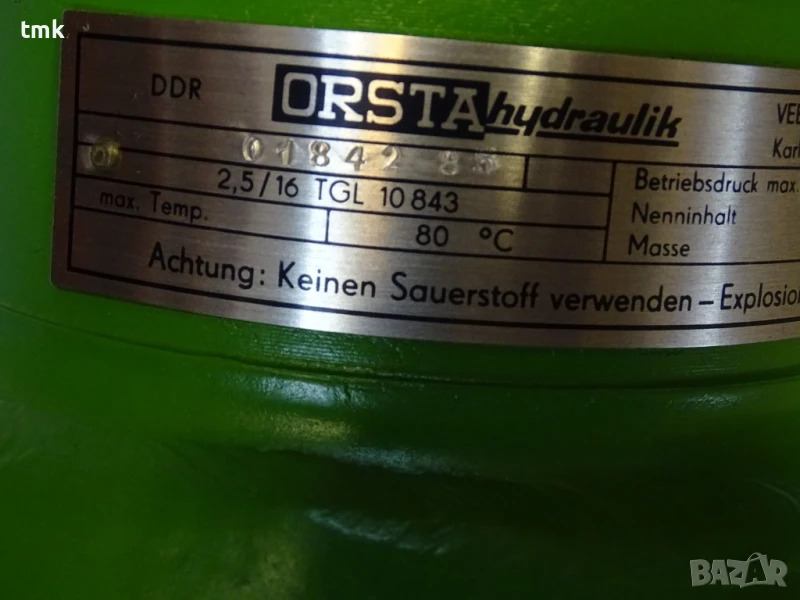 tmk
DDR ORSTA hydraulik VEB
Karl
01842 85
2,5/16 TGL 10 843
Betriebsdruck max.
Nenninhalt
Masse
max. Temp. 80 °C
Achtung: Keinen Sauerstoff verwenden – Explosion
BAZAR